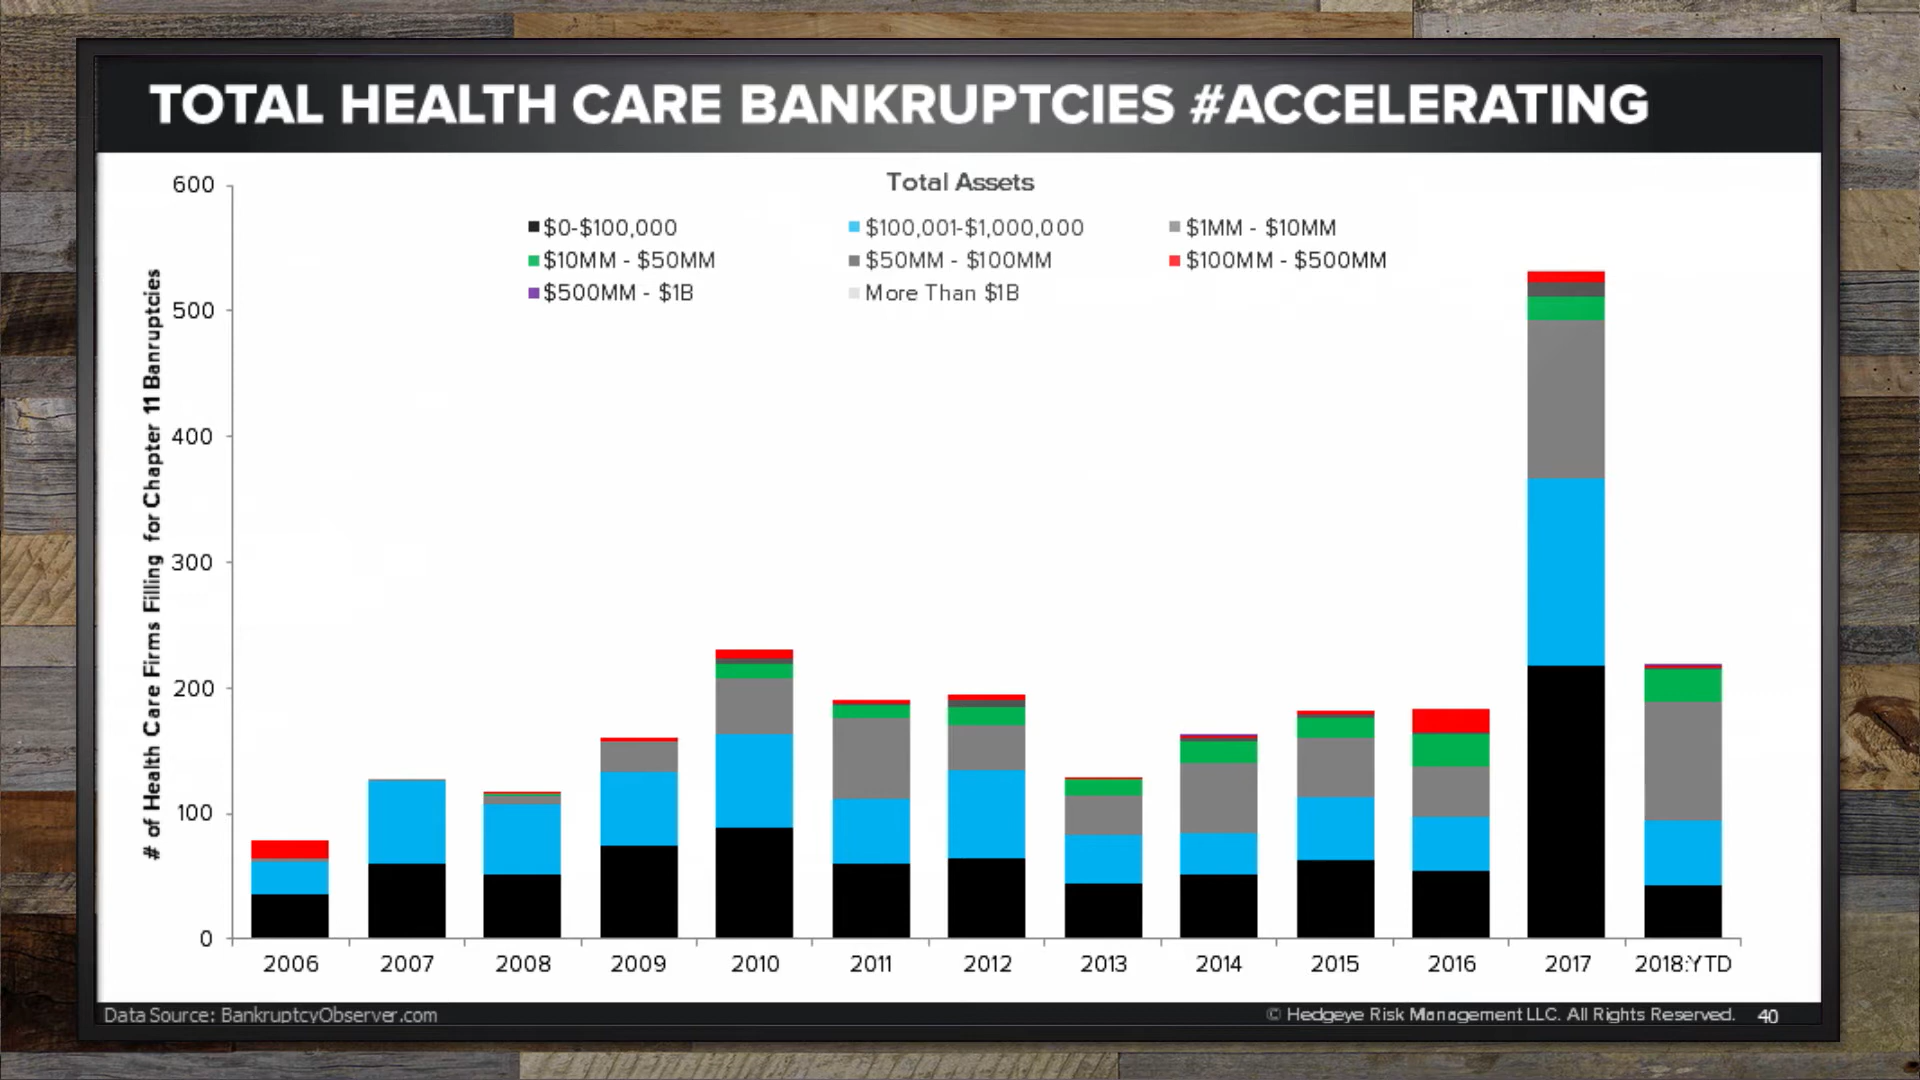 TOTAL HEALTH CARE BANKRUPTCIES #ACCELERATING
Total Assets
$0-$100,000
$100,001-$1,000,000
$1MM - $10MM
$10MM - $50MM
$50MM - $100MM
$100MM - $500MM
$500MM - $1B
More Than $1B
# of Health Care Firms Filling for Chapter 11 Banruptcies
600
500
400
300
200
100
0
2006 2007 2008 2009 2010 2011 2012 2013 2014 2015 2016 2017 2018:YTD
Data Source: BankruptcyObserver.com
© Hedgeye Risk Management LLC. All Rights Reserved. 40